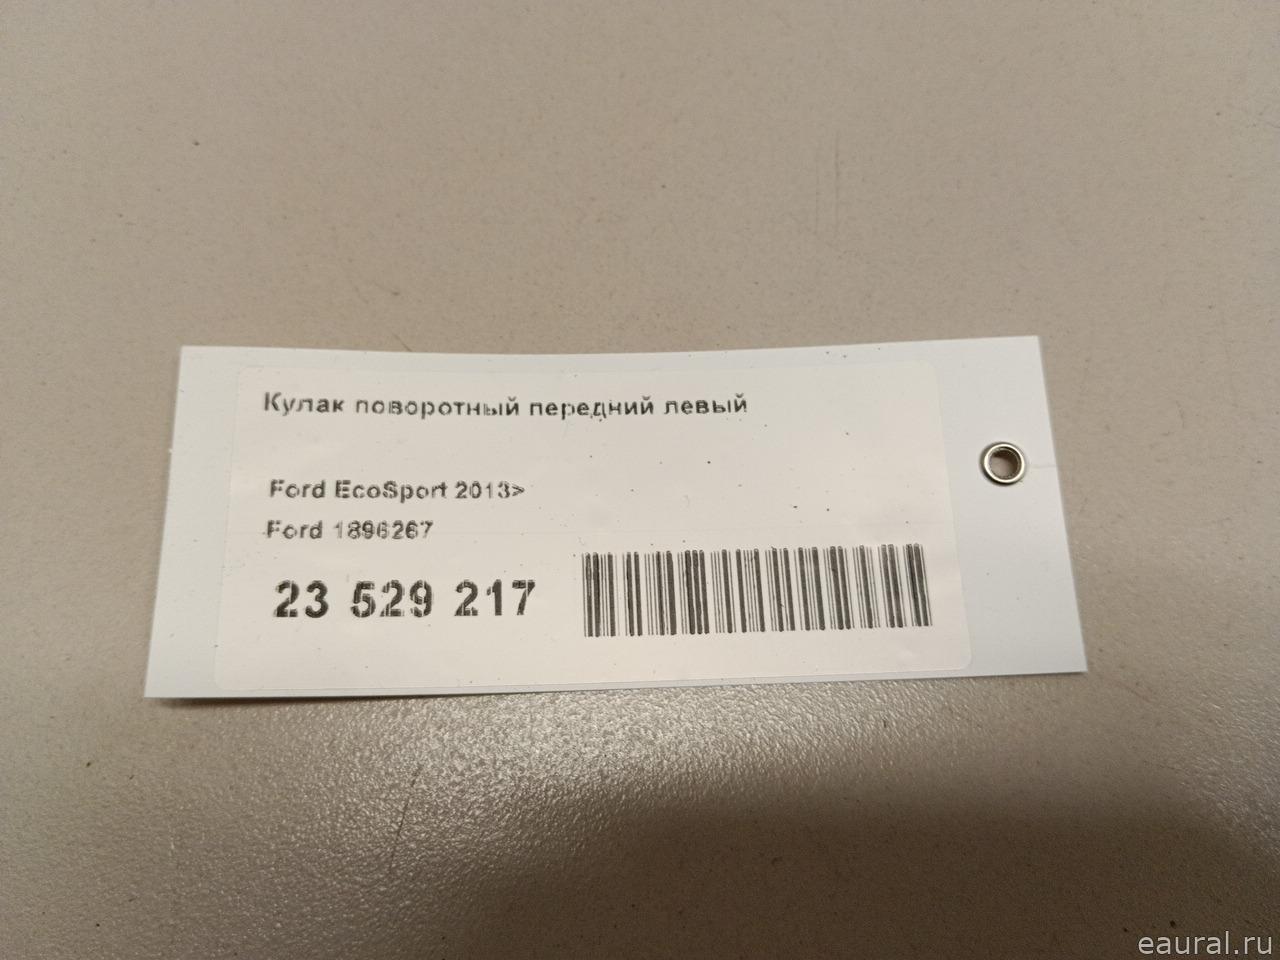 Кулак поворотный передний левый
Ford EcoSport 2013>
Ford 1896267
23 529 217
eaural.ru